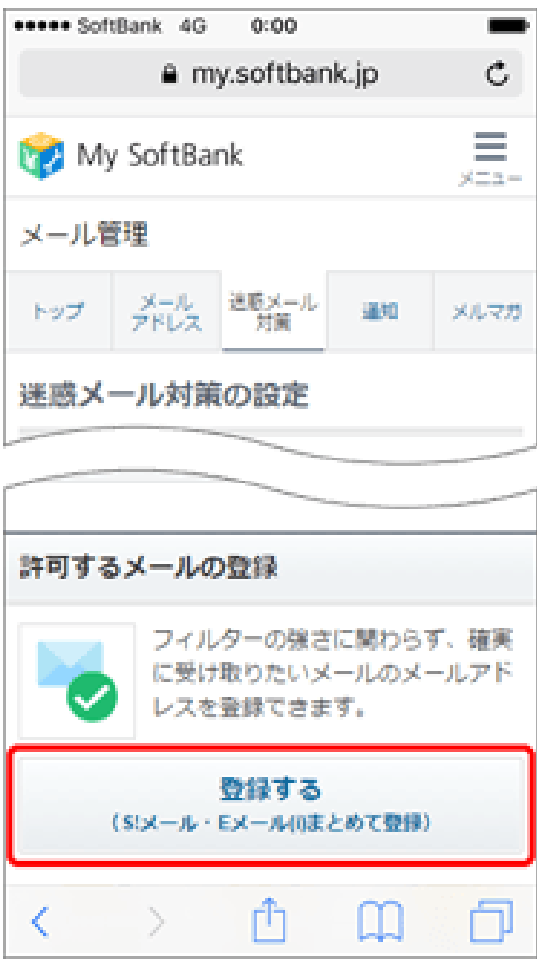 SoftBank 4G 0:00
my.softbank.jp
My SoftBank
メニュー
メール管理
トップ
メール
アドレス
迷惑メール
対策
通知
メルマガ
迷惑メール対策の設定
許可するメールの登録
フィルターの強さに関わらず、確実
に受け取りたいメールのメールアド
レスを登録できます。
登録する
(S!メール・Eメール(i)まとめて登録)